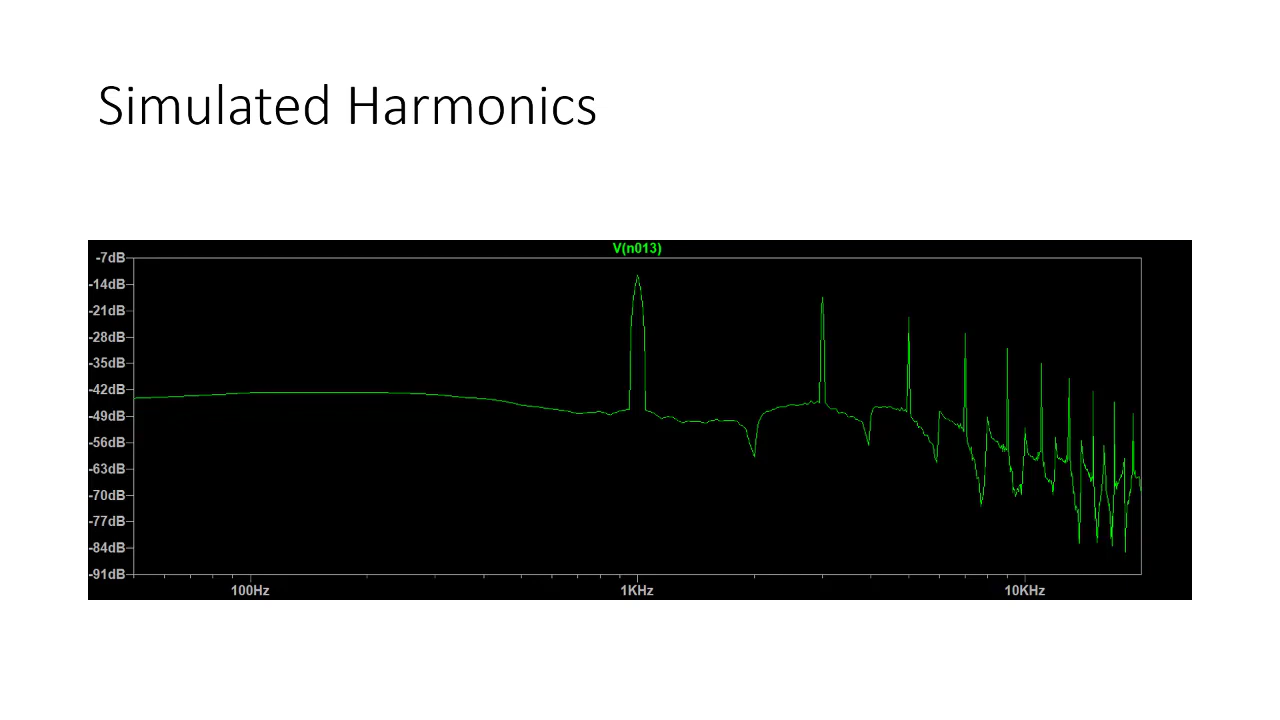 Simulated Harmonics
V(n013)
-7dB
-14dB
-21dB
-28dB
-35dB
-42dB
-49dB
-56dB
-63dB
-70dB
-77dB
-84dB
-91dB
100Hz 1KHz 10KHz